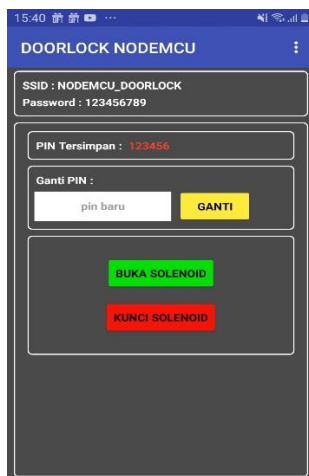 15:40
DOORLOCK NODEMCU
SSID : NODEMCU_DOORLOCK
Password : 123456789
PIN Tersimpan : 123456
Ganti PIN :
pin baru GANTI
BUKA SOLENOID
KUNCI SOLENOID